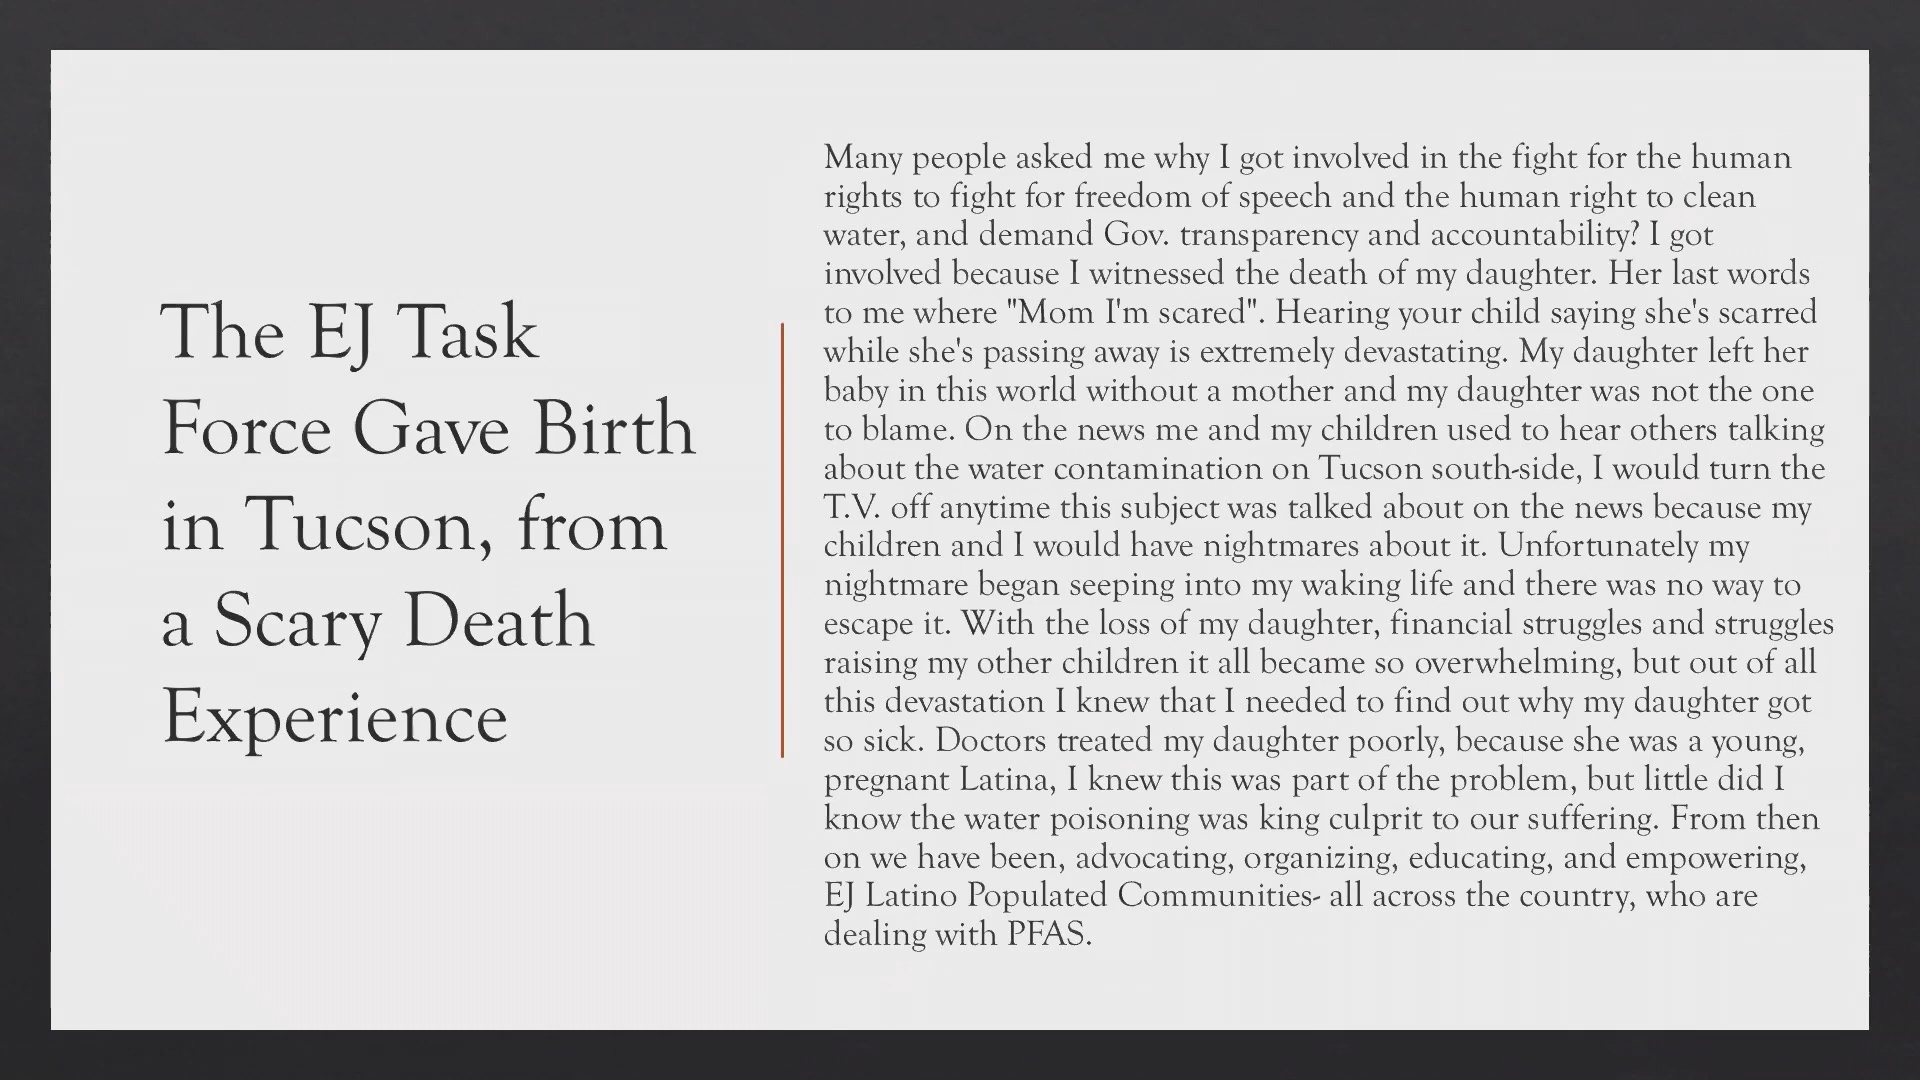 The EJ Task
Force Gave Birth
in Tucson, from
a Scary Death
Experience
Many people asked me why I got involved in the fight for the human
rights to fight for freedom of speech and the human right to clean
water, and demand Gov. transparency and accountability? I got
involved because I witnessed the death of my daughter. Her last words
to me where "Mom I'm scared". Hearing your child saying she's scarred
while she's passing away is extremely devastating. My daughter left her
baby in this world without a mother and my daughter was not the one
to blame. On the news me and my children used to hear others talking
about the water contamination on Tucson south-side, I would turn the
T.V. off anytime this subject was talked about on the news because my
children and I would have nightmares about it. Unfortunately my
nightmare began seeping into my waking life and there was no way to
escape it. With the loss of my daughter, financial struggles and struggles
raising my other children it all became so overwhelming, but out of all
this devastation I knew that I needed to find out why my daughter got
so sick. Doctors treated my daughter poorly, because she was a young,
pregnant Latina, I knew this was part of the problem, but little did I
know the water poisoning was king culprit to our suffering. From then
on we have been, advocating, organizing, educating, and empowering,
EJ Latino Populated Communities- all across the country, who are
dealing with PFAS.